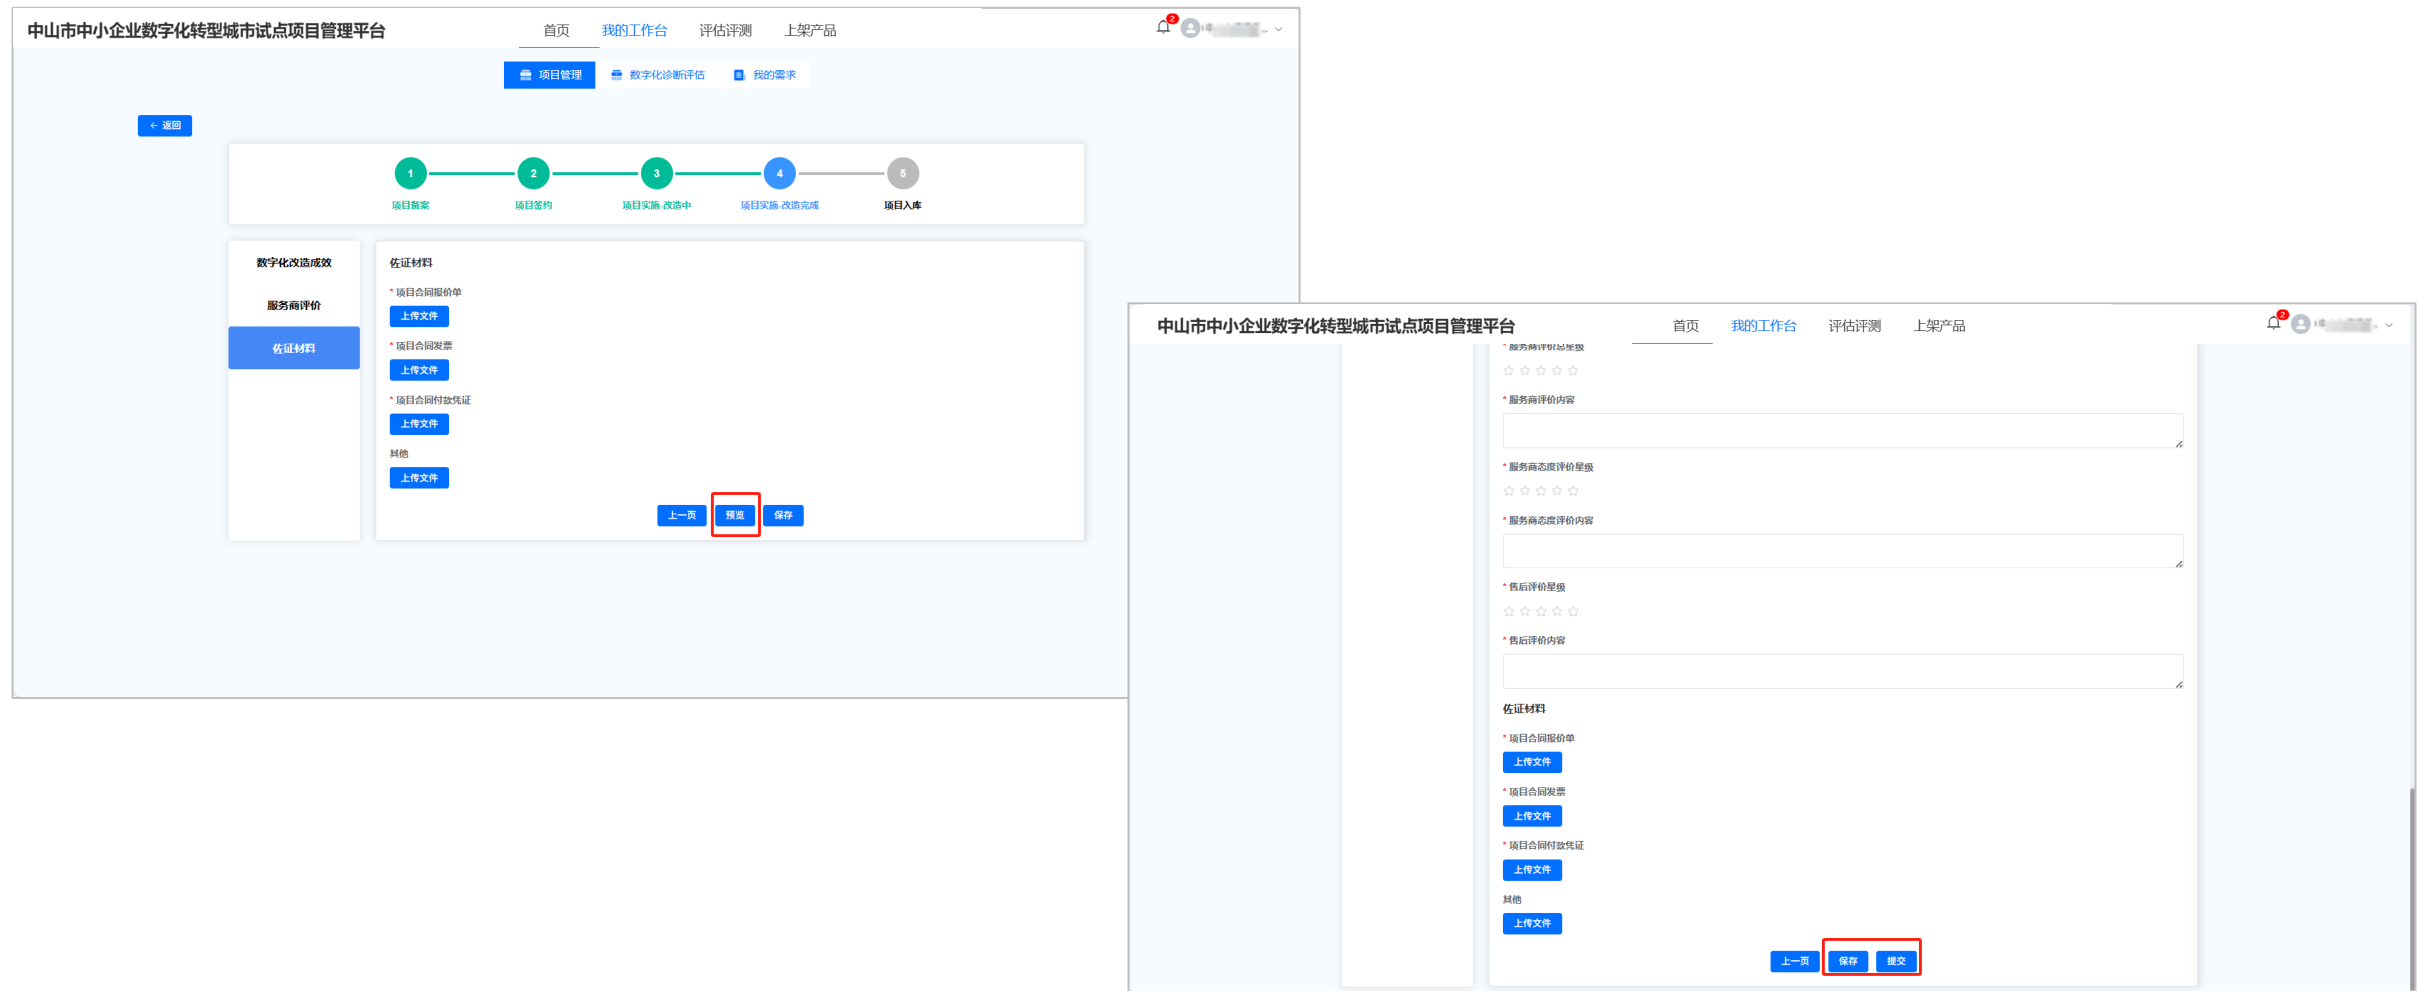 中山市中小企业数字化转型城市试点项目管理平台
首页 我的工作台 评估评测 上架产品
2
项目管理 数字化诊断评估 我的需求
← 返回
1 2 3 4 5
项目备案 项目签约 项目实施-改造中 项目实施-改造完成 项目入库
数字化改造成效
服务商评价
佐证材料
佐证材料
* 项目合同报价单
上传文件
* 项目合同发票
上传文件
* 项目合同付款凭证
上传文件
其他
上传文件
上一页 预览 保存
中山市中小企业数字化转型城市试点项目管理平台
首页 我的工作台 评估评测 上架产品
2
* 服务商评价总星级
* 服务商评价内容
* 服务商态度评价星级
* 服务商态度评价内容
* 售后评价星级
* 售后评价内容
佐证材料
* 项目合同报价单
上传文件
* 项目合同发票
上传文件
* 项目合同付款凭证
上传文件
其他
上传文件
上一页 保存 提交